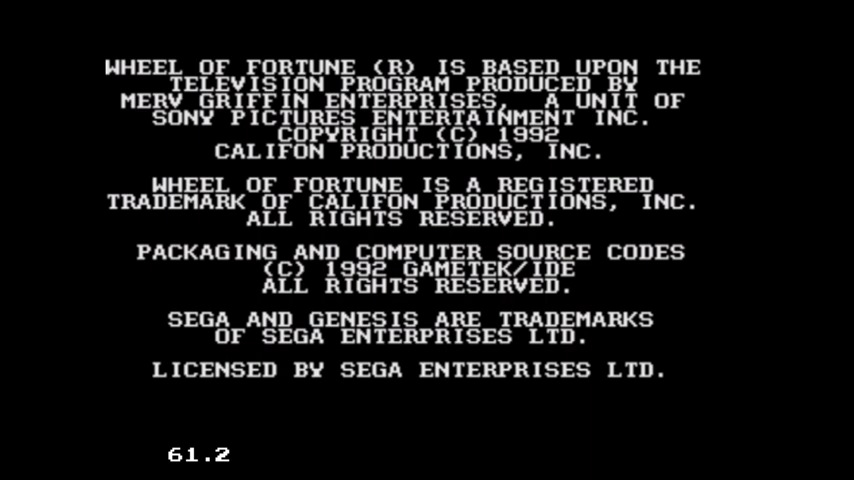 WHEEL OF FORTUNE (R) IS BASED UPON THE
TELEVISION PROGRAM PRODUCED BY
MERV GRIFFIN ENTERPRISES, A UNIT OF
SONY PICTURES ENTERTAINMENT INC.
COPYRIGHT (C) 1992
CALIFON PRODUCTIONS, INC.
WHEEL OF FORTUNE IS A REGISTERED
TRADEMARK OF CALIFON PRODUCTIONS, INC.
ALL RIGHTS RESERVED.
PACKAGING AND COMPUTER SOURCE CODES
(C) 1992 GAMETEK/IDE
ALL RIGHTS RESERVED.
SEGA AND GENESIS ARE TRADEMARKS
OF SEGA ENTERPRISES LTD.
LICENSED BY SEGA ENTERPRISES LTD.
61.2